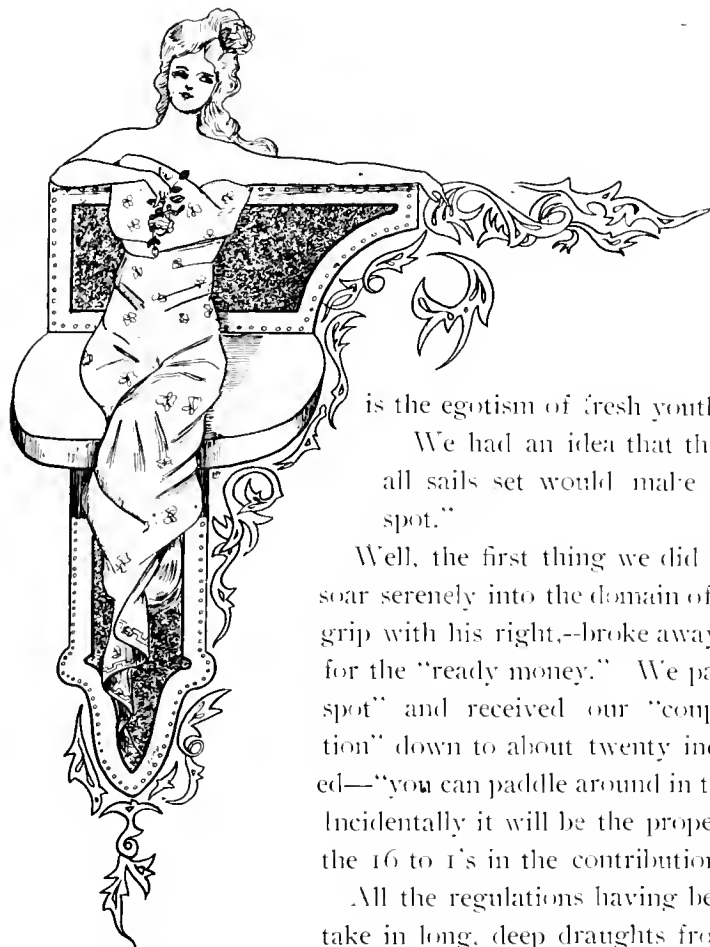 is the egotism of fresh youth
We had an idea that th
all sails set would make
spot."
Well, the first thing we did
soar serenely into the domain of
grip with his right,--broke away
for the "ready money." We pa
spot" and received our "coup
tion" down to about twenty in
ed—"you can paddle around in t
Incidentally it will be the prope
the 16 to 1's in the contribution
All the regulations having be
take in long, deep draughts fro